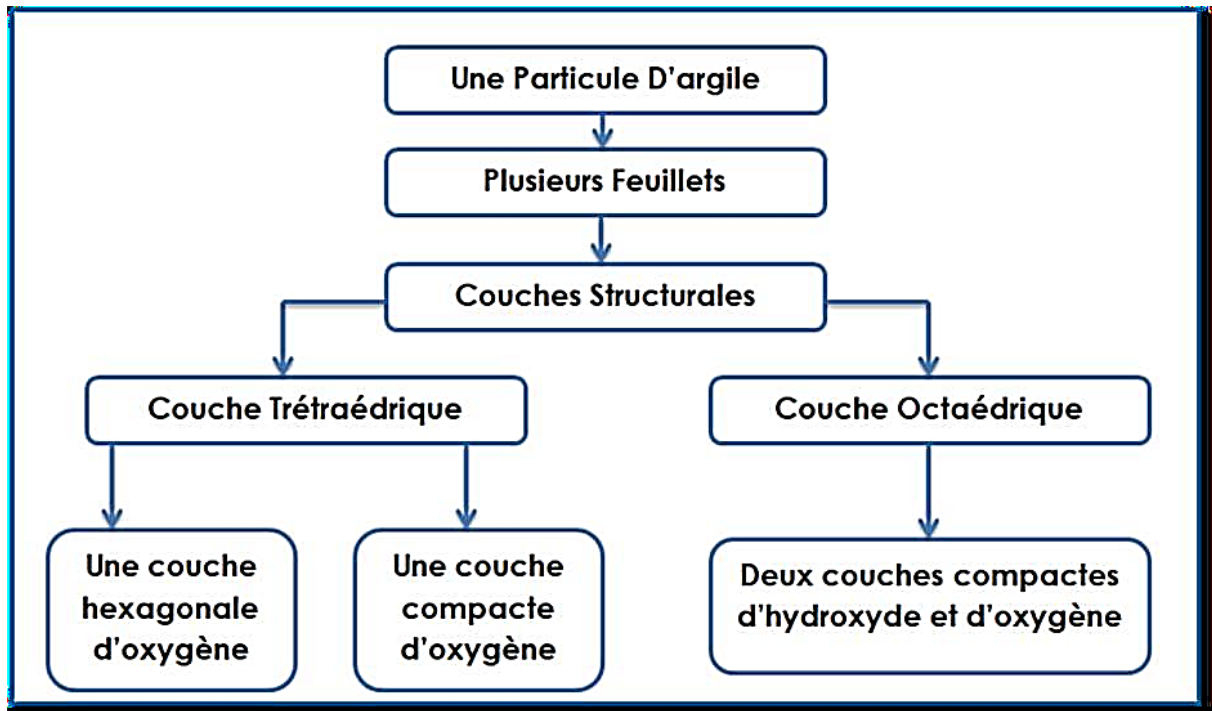 Une Particule D'argile
Plusieurs Feuillets
Couches Structurales
Couche Trétraédrique
Couche Octaédrique
Une couche
hexagonale
d'oxygène
Une couche
compacte
d'oxygène
Deux couches compactes
d'hydroxyde et d'oxygène